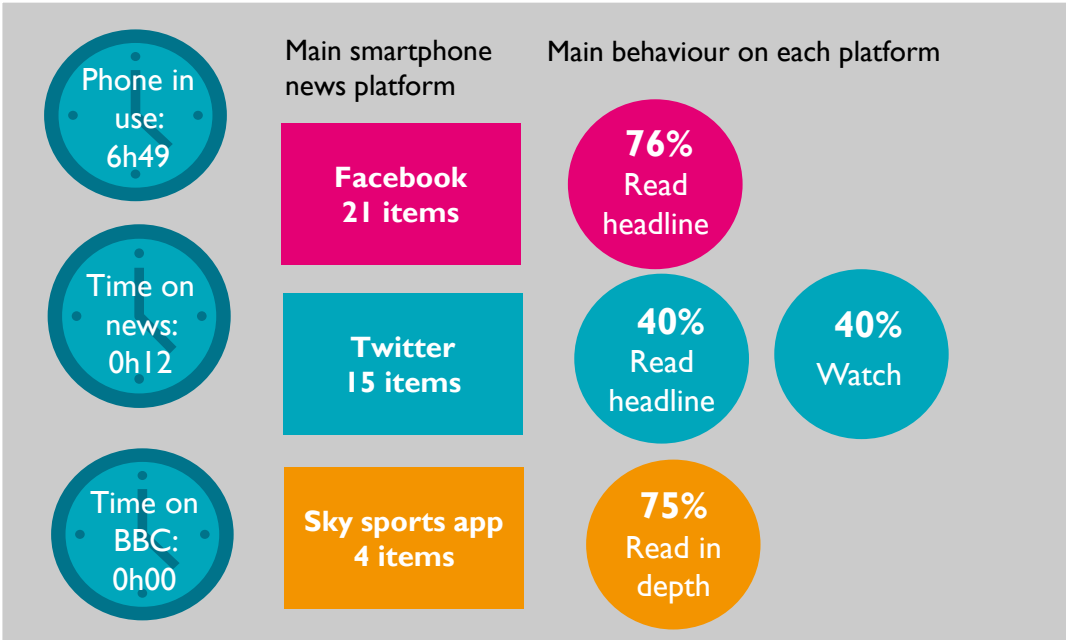 Phone in
use:
6h49
Time on
news:
0h12
Time on
BBC:
0h00
Main smartphone
news platform
Facebook
21 items
Twitter
15 items
Sky sports app
4 items
Main behaviour on each platform
76%
Read
headline
40%
Read
headline
40%
Watch
75%
Read in
depth